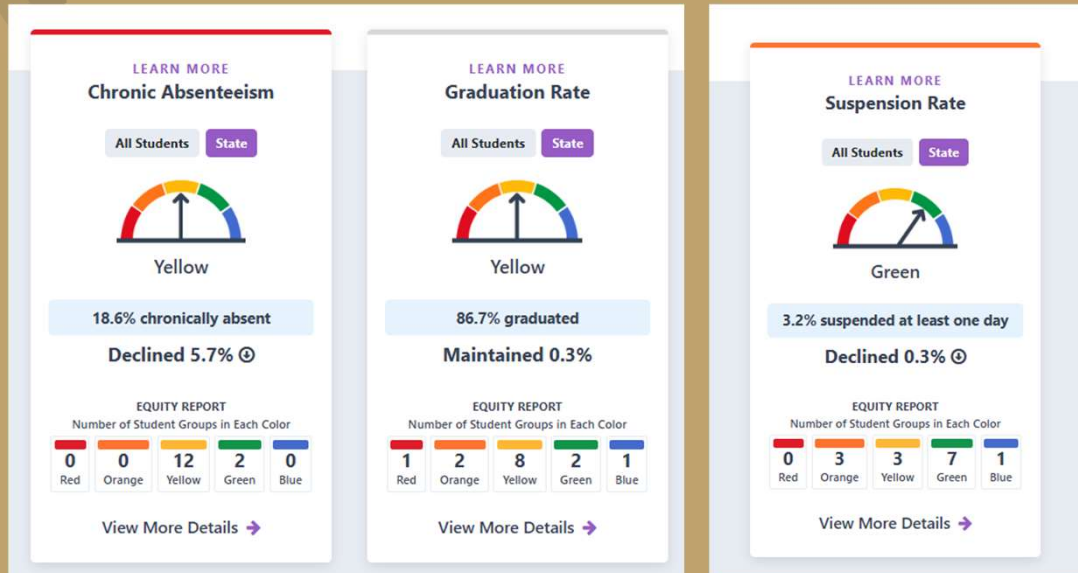 LEARN MORE
Chronic Absenteeism
All Students State
Yellow
18.6% chronically absent
Declined 5.7%
EQUITY REPORT
Number of Student Groups in Each Color
0 0 12 2 0
Red Orange Yellow Green Blue
View More Details
LEARN MORE
Graduation Rate
All Students State
Yellow
86.7% graduated
Maintained 0.3%
EQUITY REPORT
Number of Student Groups in Each Color
1 2 8 2 1
Red Orange Yellow Green Blue
View More Details
LEARN MORE
Suspension Rate
All Students State
Green
3.2% suspended at least one day
Declined 0.3%
EQUITY REPORT
Number of Student Groups in Each Color
0 3 3 7 1
Red Orange Yellow Green Blue
View More Details